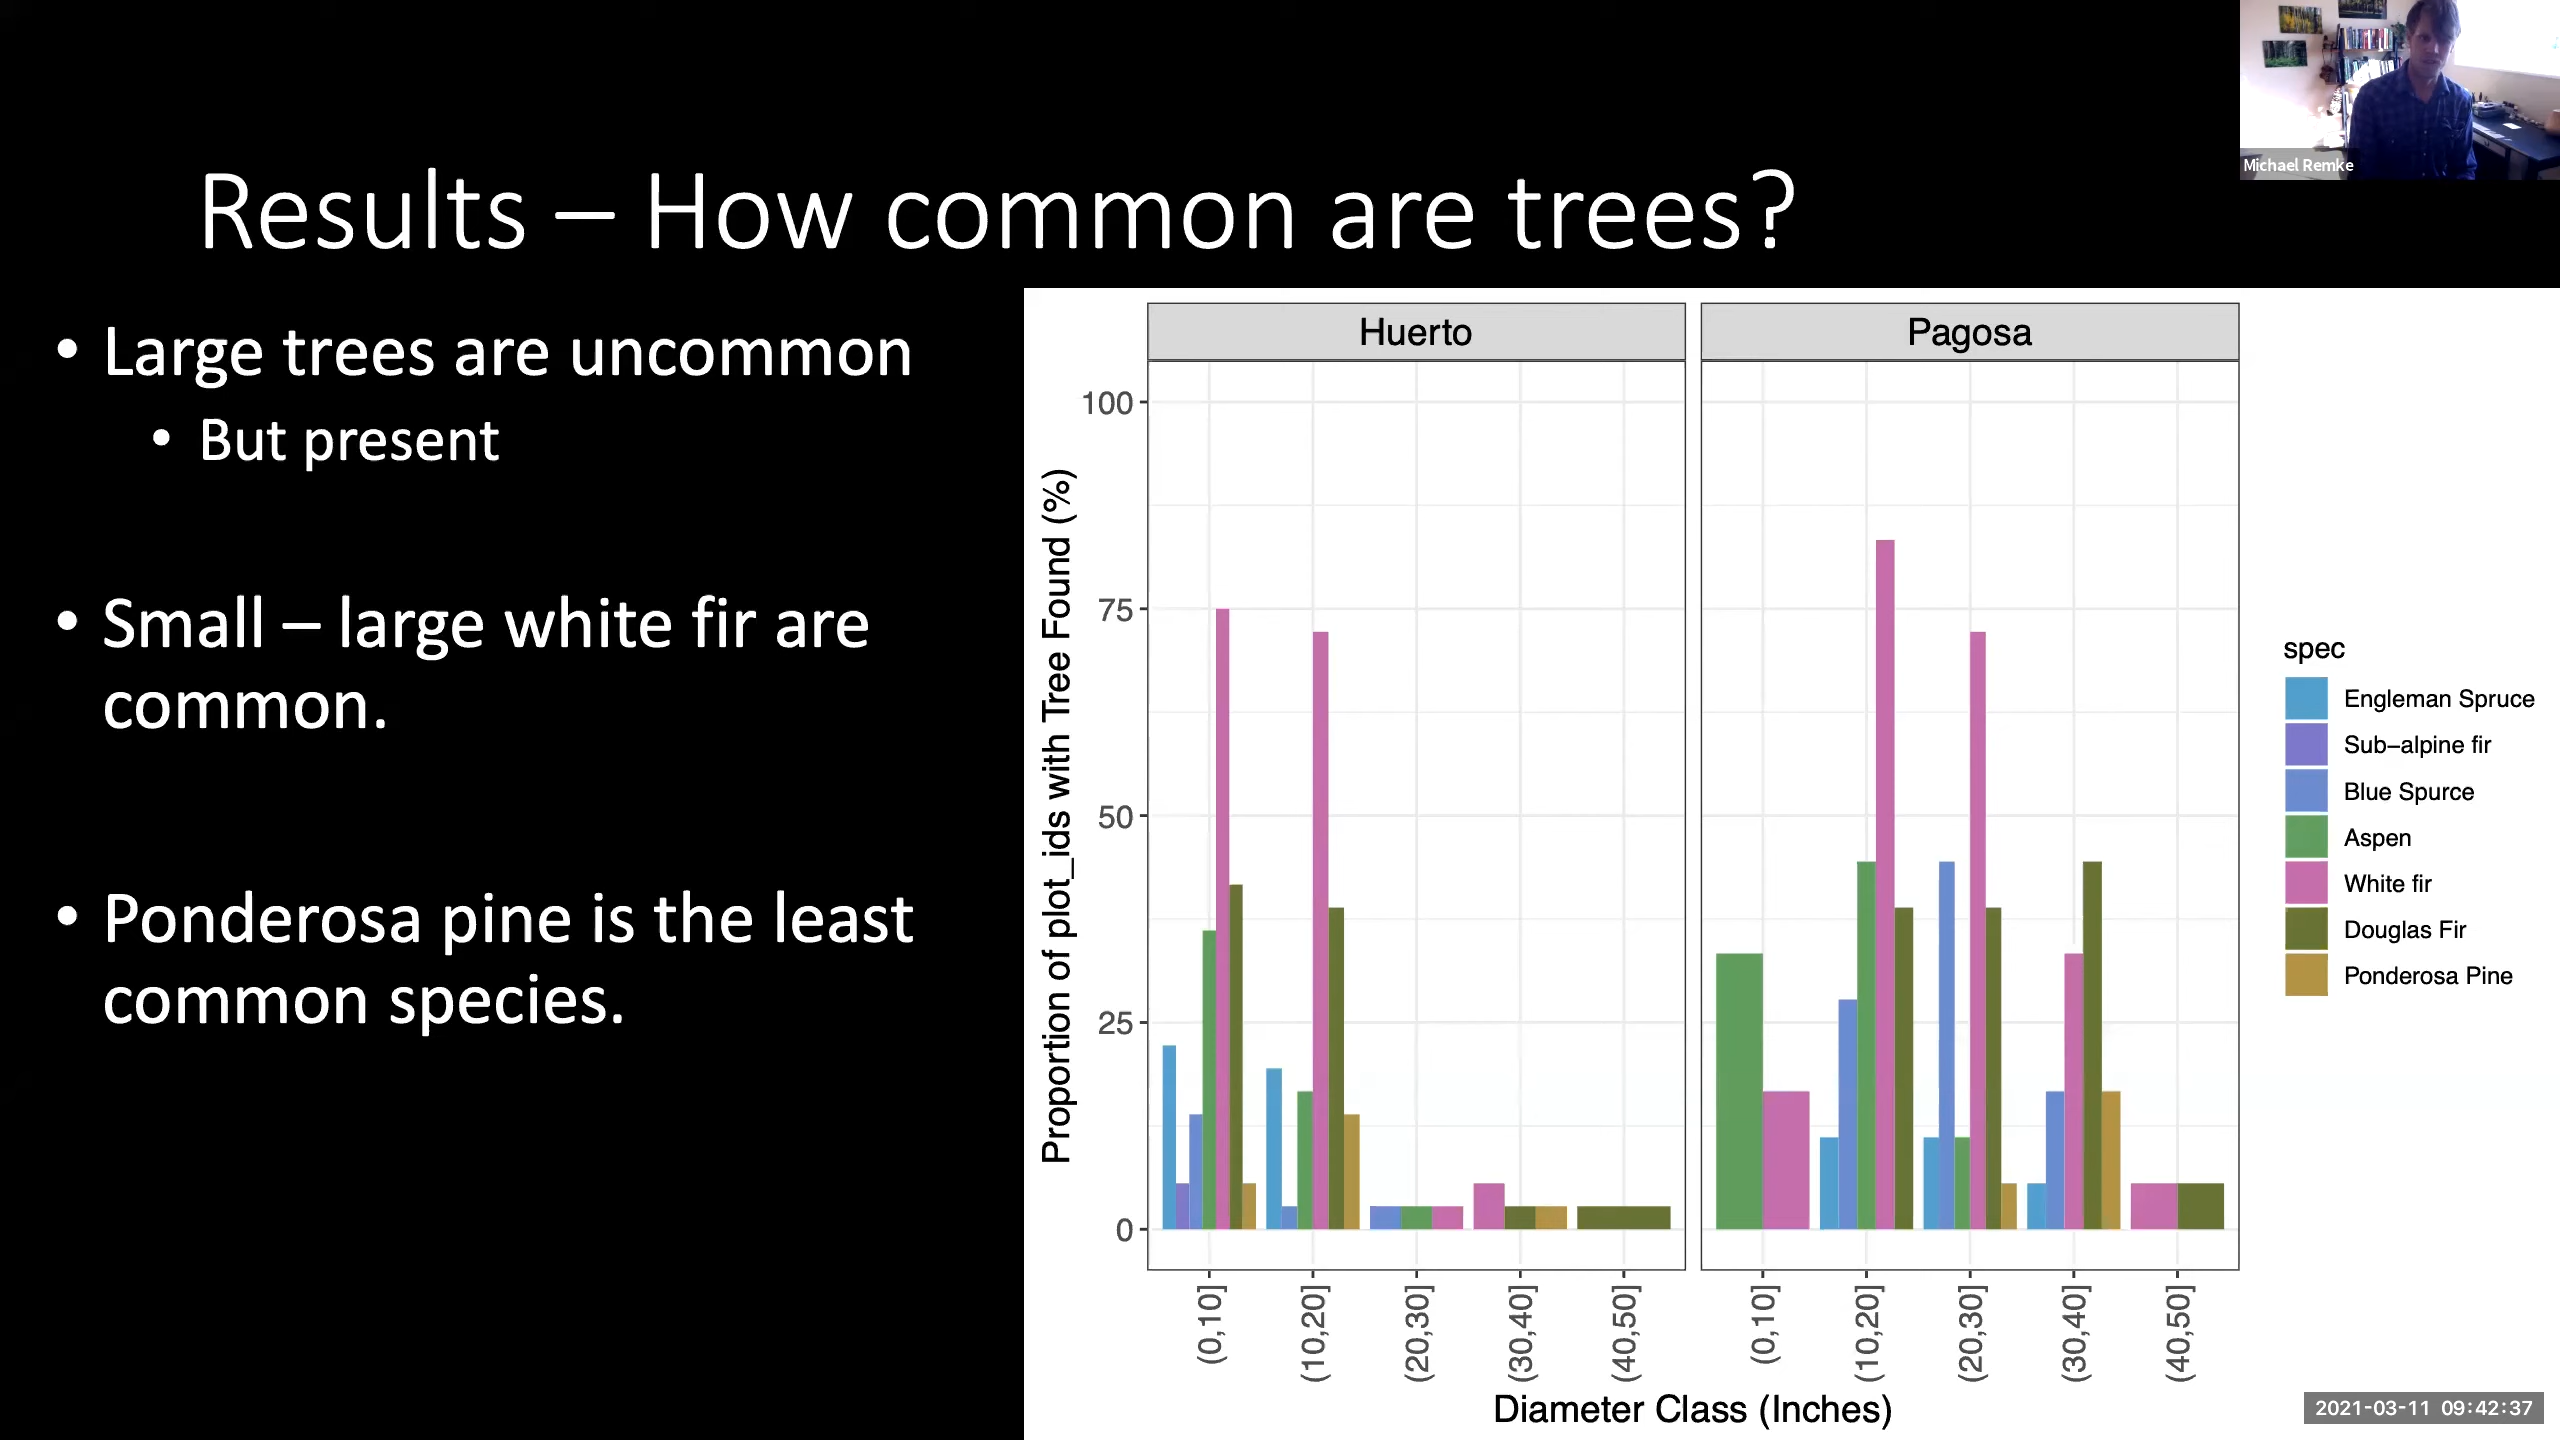 Michael Remke
Results – How common are trees?
• Large trees are uncommon
• But present
• Small – large white fir are
common.
• Ponderosa pine is the least
common species.
Huerto
Pagosa
Proportion of plot_ids with Tree Found (%)
100
75
50
25
0
(0,10]
(10,20]
(20,30]
(30,40]
(40,50]
(0,10]
(10,20]
(20,30]
(30,40]
(40,50]
Diameter Class (Inches)
spec
Engleman Spruce
Sub–alpine fir
Blue Spurce
Aspen
White fir
Douglas Fir
Ponderosa Pine
2021-03-11 09:42:37